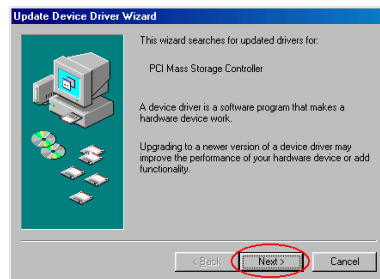 Update Device Driver Wizard
This wizard searches for updated drivers for:
PCI Mass Storage Controller
A device driver is a software program that makes a
hardware device work.
Upgrading to a newer version of a device driver may
improve the performance of your hardware device or add
functionality.
< Back
Next >
Cancel